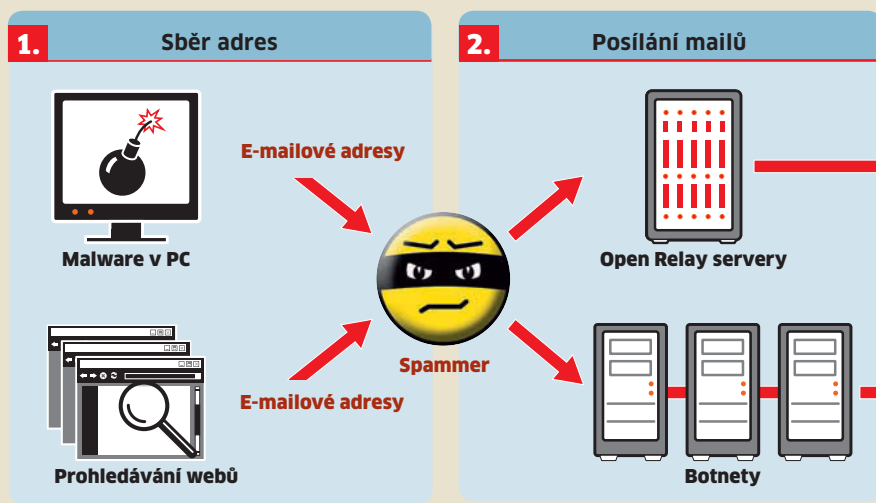 1.
Sběr adres
E-mailové adresy
Malware v PC
E-mailové adresy
Prohledávání webů
Spammer
2.
Posílání mailů
Open Relay servery
Botnety